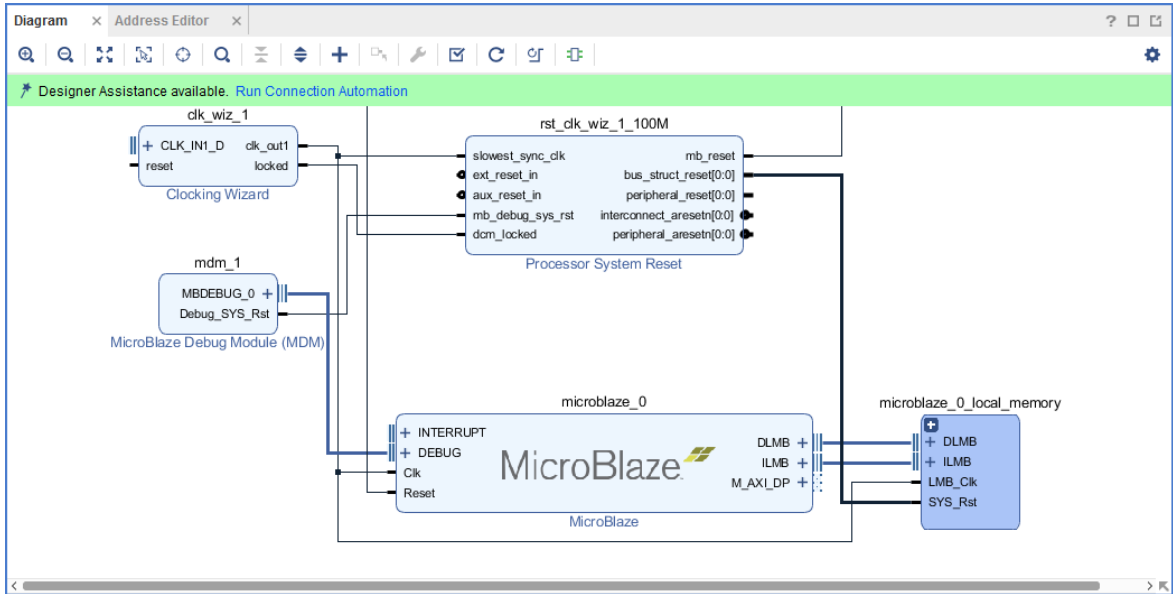 Diagram × Address Editor × ? 
Designer Assistance available. Run Connection Automation
clk_wiz_1
CLK_IN1_D clk_out1
reset locked
Clocking Wizard
rst_clk_wiz_1_100M
slowest_sync_clk mb_reset
ext_reset_in bus_struct_reset[0:0]
aux_reset_in peripheral_reset[0:0]
mb_debug_sys_rst interconnect_aresetn[0:0]
dcm_locked peripheral_aresetn[0:0]
Processor System Reset
mdm_1
MBDEBUG_0
Debug_SYS_Rst
MicroBlaze Debug Module (MDM)
microblaze_0
INTERRUPT
DEBUG
Clk
Reset
MicroBlaze
DLMB
ILMB
M_AXI_DP
MicroBlaze
microblaze_0_local_memory
DLMB
ILMB
LMB_Clk
SYS_Rst